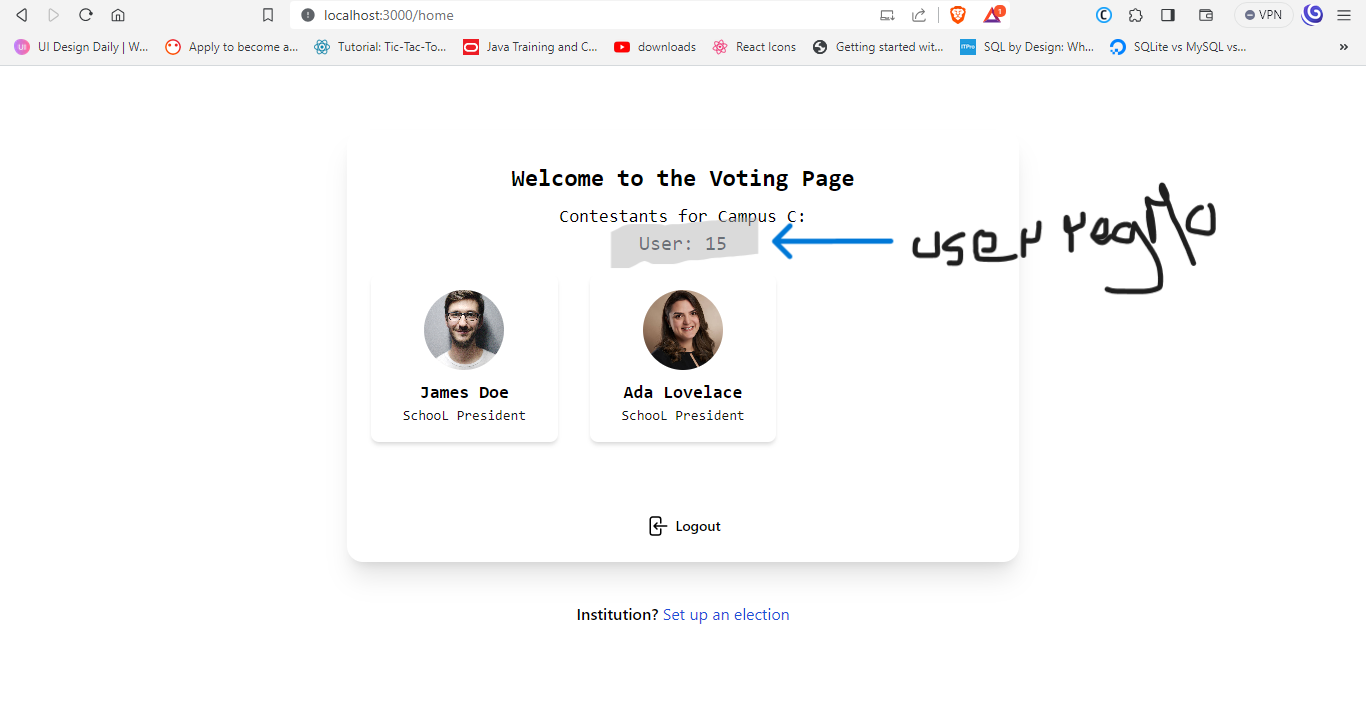 localhost:3000/home
1
VPN
UI Design Daily | W... Apply to become a... Tutorial: Tic-Tac-To... Java Training and C... downloads React Icons Getting started wit... SQL by Design: Wh... SQLite vs MySQL vs... »
Welcome to the Voting Page
Contestants for Campus C:
User: 15
user regNo
James Doe
SchooL President
Ada Lovelace
SchooL President
Logout
Institution? Set up an election